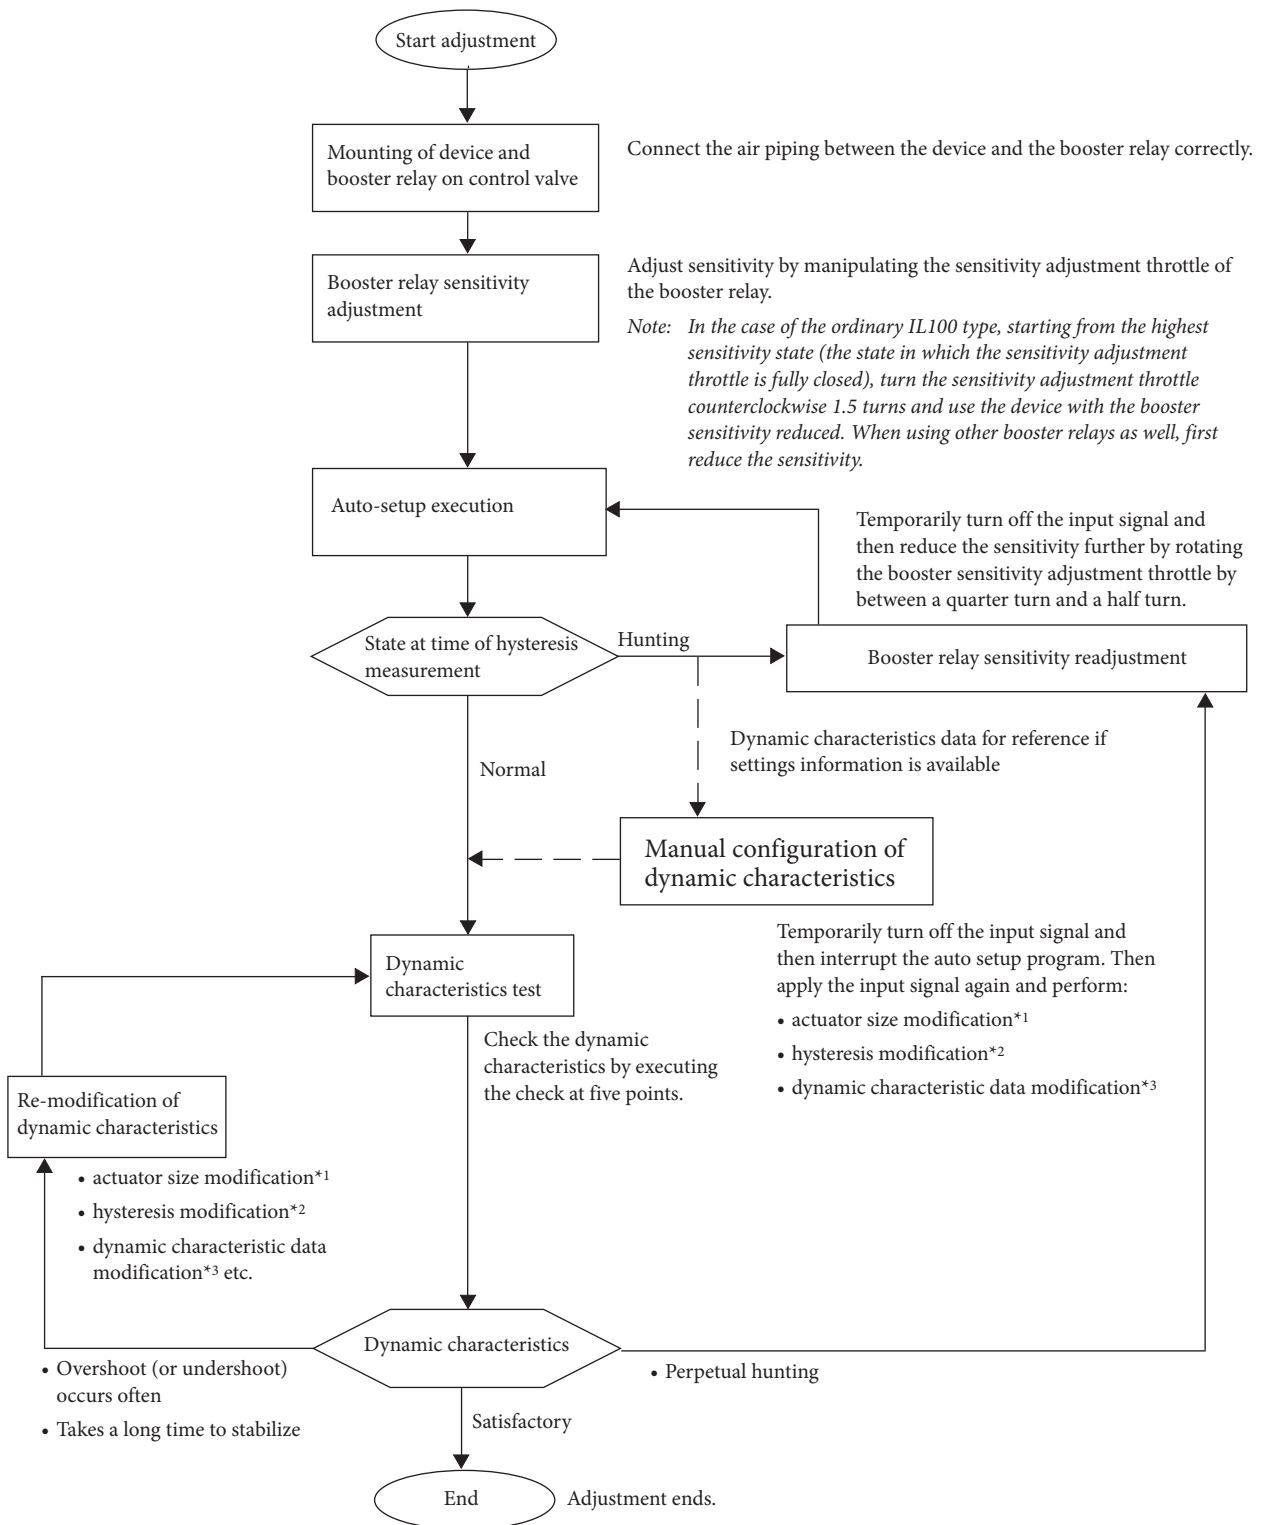 Start adjustment
Mounting of device and
booster relay on control valve
Connect the air piping between the device and the booster relay correctly.
Booster relay sensitivity
adjustment
Adjust sensitivity by manipulating the sensitivity adjustment throttle of
the booster relay.
Note: In the case of the ordinary IL100 type, starting from the highest
sensitivity state (the state in which the sensitivity adjustment
throttle is fully closed), turn the sensitivity adjustment throttle
counterclockwise 1.5 turns and use the device with the booster
sensitivity reduced. When using other booster relays as well, first
reduce the sensitivity.
Auto-setup execution
Temporarily turn off the input signal and
then reduce the sensitivity further by rotating
the booster sensitivity adjustment throttle by
between a quarter turn and a half turn.
State at time of hysteresis
measurement
Hunting
Booster relay sensitivity readjustment
Normal
Dynamic characteristics data for reference if
settings information is available
Manual configuration of
dynamic characteristics
Temporarily turn off the input signal and
then interrupt the auto setup program. Then
apply the input signal again and perform:
• actuator size modification*1
• hysteresis modification*2
• dynamic characteristic data modification*3
Dynamic
characteristics test
Check the dynamic
characteristics by executing
the check at five points.
Re-modification of
dynamic characteristics
• actuator size modification*1
• hysteresis modification*2
• dynamic characteristic data
modification*3 etc.
Dynamic characteristics
• Overshoot (or undershoot)
occurs often
• Takes a long time to stabilize
• Perpetual hunting
Satisfactory
End
Adjustment ends.